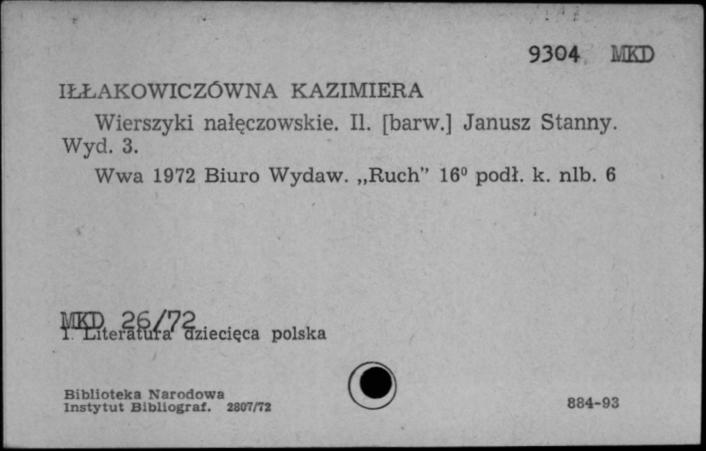 9304 MKD
IŁŁAKOWICZÓWNA KAZIMIERA
Wierszyki nałęczowskie. Il. [barw.] Janusz Stanny.
Wyd. 3.
Wwa 1972 Biuro Wydaw. „Ruch” 16⁰ podł. k. nlb. 6
MKD 26/72
1. Literatura dziecięca polska
Biblioteka Narodowa
Instytut Bibliograf. 2807/72
884-93